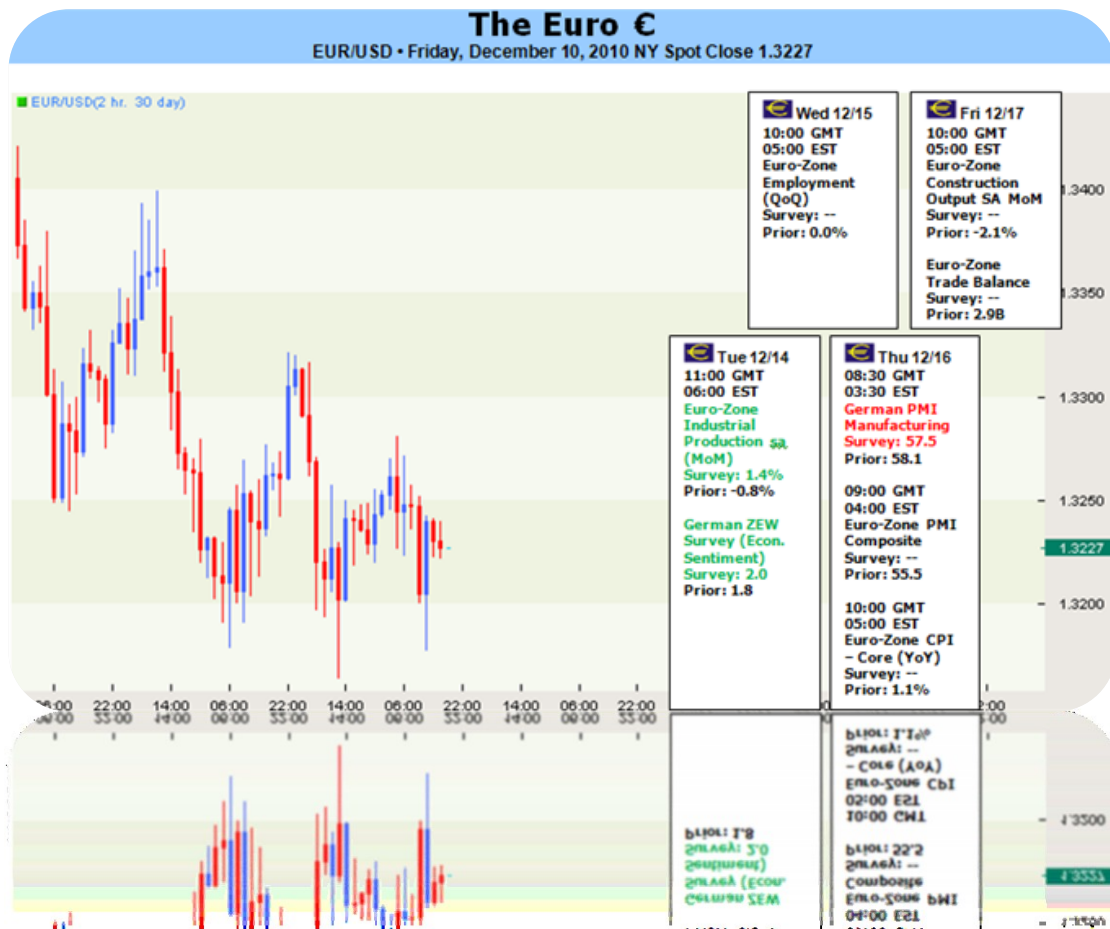 The Euro €
EUR/USD • Friday, December 10, 2010 NY Spot Close 1.3227
EUR/USD(2 hr. 30 day)
Wed 12/15
10:00 GMT
05:00 EST
Euro-Zone
Employment
(QoQ)
Survey: --
Prior: 0.0%
Fri 12/17
10:00 GMT
05:00 EST
Euro-Zone
Construction
Output SA MoM
Survey: --
Prior: -2.1%
Euro-Zone
Trade Balance
Survey: --
Prior: 2.9B
Tue 12/14
11:00 GMT
06:00 EST
Euro-Zone
Industrial
Production sa
(MoM)
Survey: 1.4%
Prior: -0.8%
German ZEW
Survey (Econ.
Sentiment)
Survey: 2.0
Prior: 1.8
Thu 12/16
08:30 GMT
03:30 EST
German PMI
Manufacturing
Survey: 57.5
Prior: 58.1
09:00 GMT
04:00 EST
Euro-Zone PMI
Composite
Survey: --
Prior: 55.5
10:00 GMT
05:00 EST
Euro-Zone CPI
– Core (YoY)
Survey: --
Prior: 1.1%
1.3400
1.3350
1.3300
1.3250
1.3227
1.3200
22:00 14:00 06:00 22:00 14:00 06:00 22:00 14:00 06:00 22:00